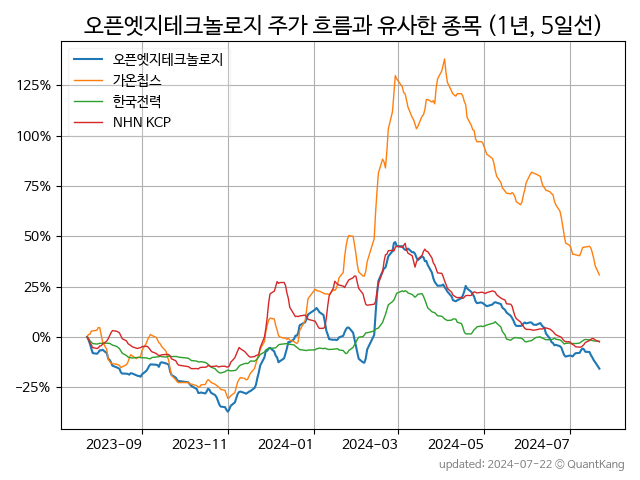 오픈엣지테크놀로지 주가 흐름과 유사한 종목 (1년, 5일선)
오픈엣지테크놀로지
가온칩스
한국전력
NHN KCP
125%
100%
75%
50%
25%
0%
−25%
2023-09
2023-11
2024-01
2024-03
2024-05
2024-07
updated: 2024-07-22 © QuantKang